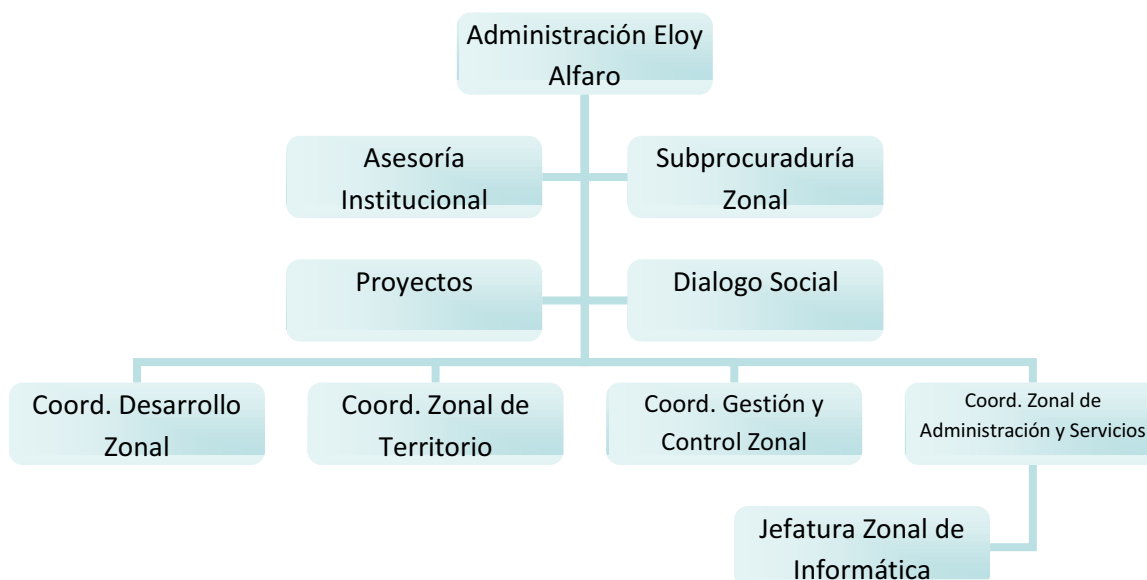 Administración Eloy
Alfaro
Asesoría
Institucional
Subprocuraduría
Zonal
Proyectos
Dialogo Social
Coord. Desarrollo
Zonal
Coord. Zonal de
Territorio
Coord. Gestión y
Control Zonal
Coord. Zonal de
Administración y Servicios
Jefatura Zonal de
Informática